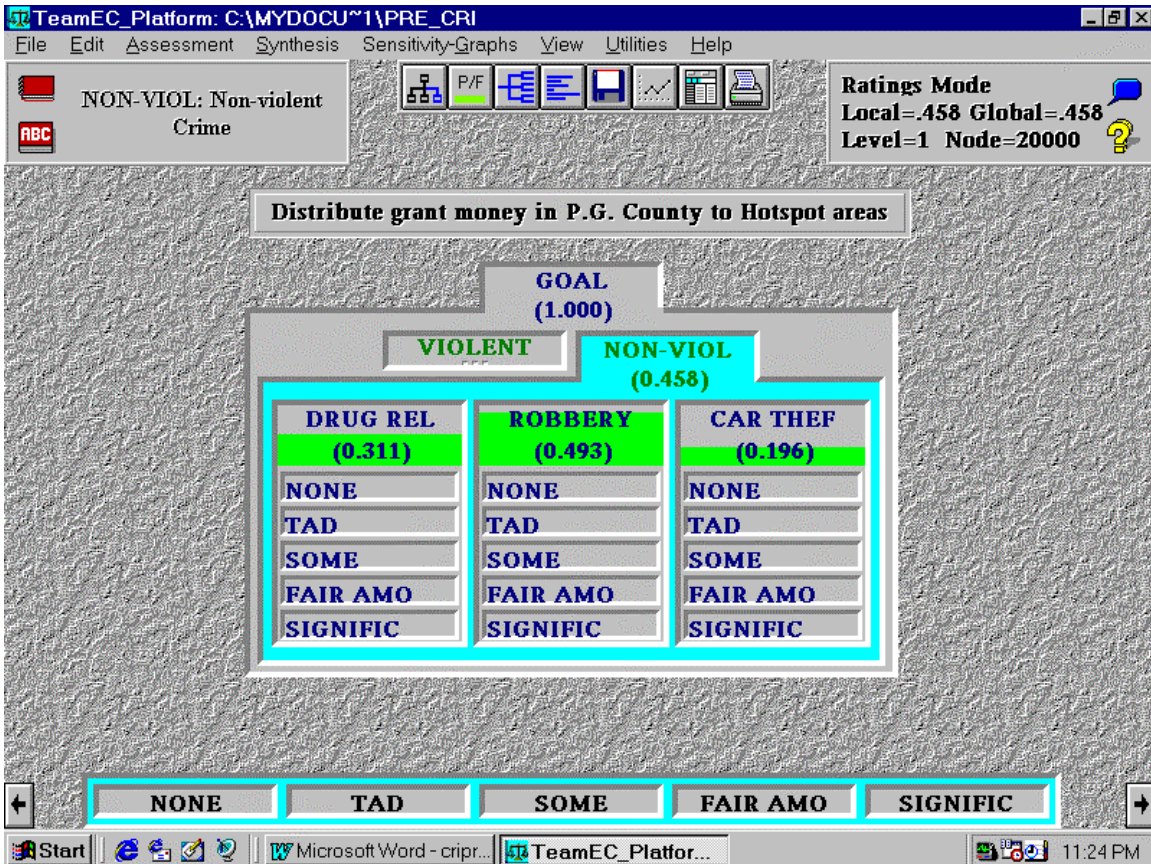 TeamEC_Platform: C:\MYDOCU~1\PRE_CRI
File Edit Assessment Synthesis Sensitivity-Graphs View Utilities Help
ABC
NON-VIOL: Non-violent
Crime
P/F
Ratings Mode
Local=.458 Global=.458
Level=1 Node=20000
?
Distribute grant money in P.G. County to Hotspot areas
GOAL
(1.000)
VIOLENT
NON-VIOL
(0.458)
DRUG REL ROBBERY CAR THEF
(0.311) (0.493) (0.196)
NONE NONE NONE
TAD TAD TAD
SOME SOME SOME
FAIR AMO FAIR AMO FAIR AMO
SIGNIFIC SIGNIFIC SIGNIFIC
NONE TAD SOME FAIR AMO SIGNIFIC
Start Microsoft Word - cripr... TeamEC_Platfor... 11:24 PM